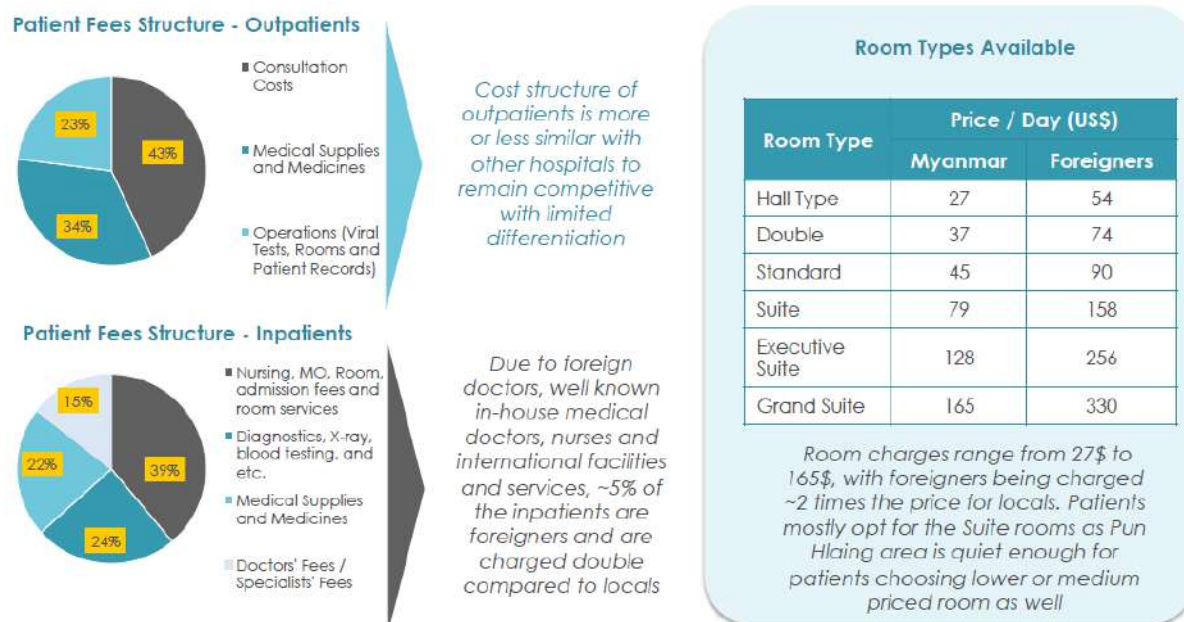 Patient Fees Structure - Outpatients
23%
43%
34%
Consultation
Costs
Medical Supplies
and Medicines
Operations (Viral
Tests, Rooms and
Patient Records)
Cost structure of
outpatients is more
or less similar with
other hospitals to
remain competitive
with limited
differentiation
Patient Fees Structure - Inpatients
15%
22%
39%
24%
Nursing, MO, Room,
admission fees and
room services
Diagnostics, X-ray,
blood testing, and
etc.
Medical Supplies
and Medicines
Doctors' Fees /
Specialists' Fees
Due to foreign
doctors, well known
in-house medical
doctors, nurses and
international facilities
and services, ~5% of
the inpatients are
foreigners and are
charged double
compared to locals
Room Types Available
Room Type Price / Day (US$)
Myanmar Foreigners
Hall Type 27 54
Double 37 74
Standard 45 90
Suite 79 158
Executive
Suite 128 256
Grand Suite 165 330
Room charges range from 27$ to
165$, with foreigners being charged
~2 times the price for locals. Patients
mostly opt for the Suite rooms as Pun
Hlaing area is quiet enough for
patients choosing lower or medium
priced room as well